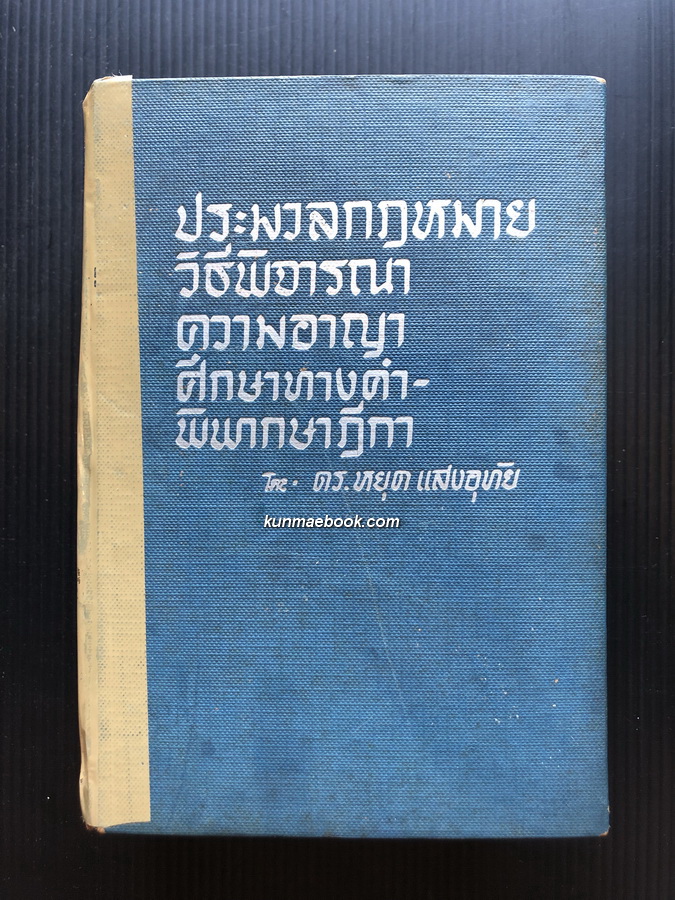 ประมวลกฎหมาย
วิธีพิจารณา
ความอาญา
ศึกษาทางคำ-
พิพากษาฎีกา
โดย. ดร.หยุด แสงอุทัย
kunmaebook.com